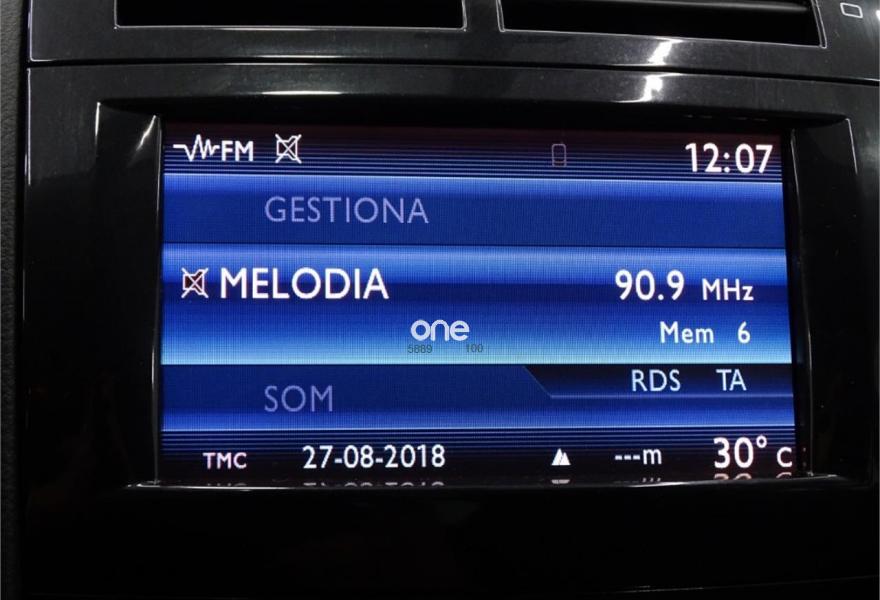 FM 12:07
GESTIONA
MELODIA 90.9 MHz
Mem 6
one
5889 100
RDS TA
SOM
TMC 27-08-2018 ---m 30° C